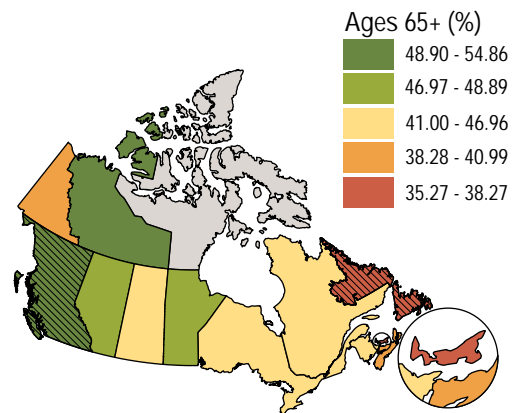 Ages 65+ (%)
48.90 - 54.86
46.97 - 48.89
41.00 - 46.96
38.28 - 40.99
35.27 - 38.27